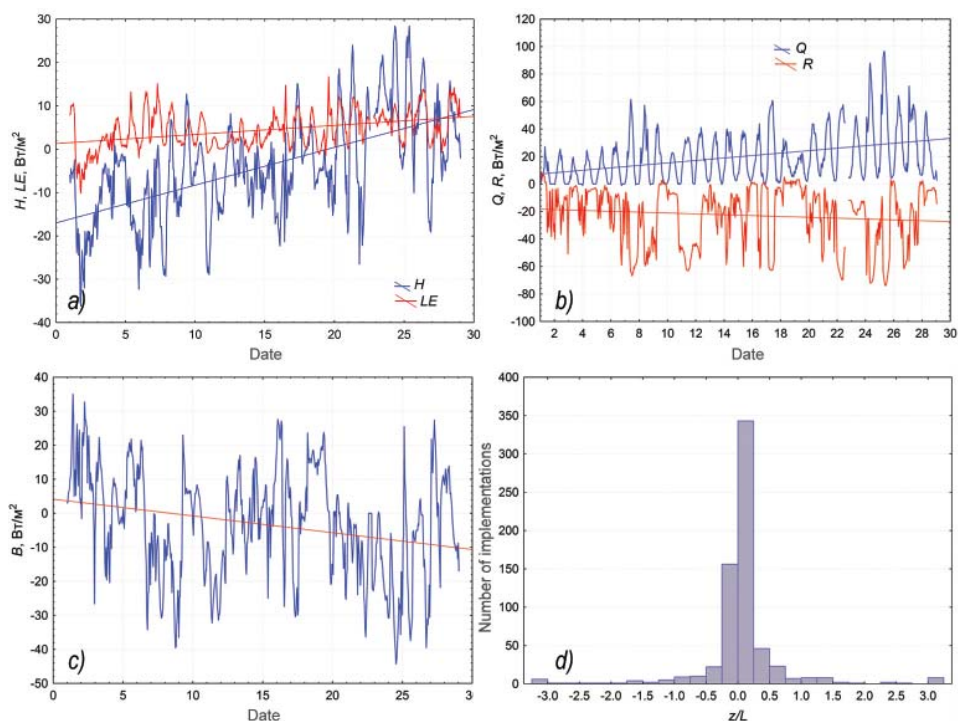 30
20
10
0
-10
-20
-30
-40
H, LE, Вт/м²
0 5 10 15 20 25 30
Date
H
LE
a)
120
100
80
60
40
20
0
-20
-40
-60
-80
-100
Q, R, Вт/м²
2 4 6 8 10 12 14 16 18 20 22 24 26 28 30
Date
Q
R
b)
40
30
20
10
0
-10
-20
-30
-40
-50
B, Вт/м²
0 5 10 15 20 25 3
Date
c)
400
350
300
250
200
150
100
50
0
Number of implementations
-3.0 -2.5 -2.0 -1.5 -1.0 -0.5 0.0 0.5 1.0 1.5 2.0 2.5 3.0
z/L
d)